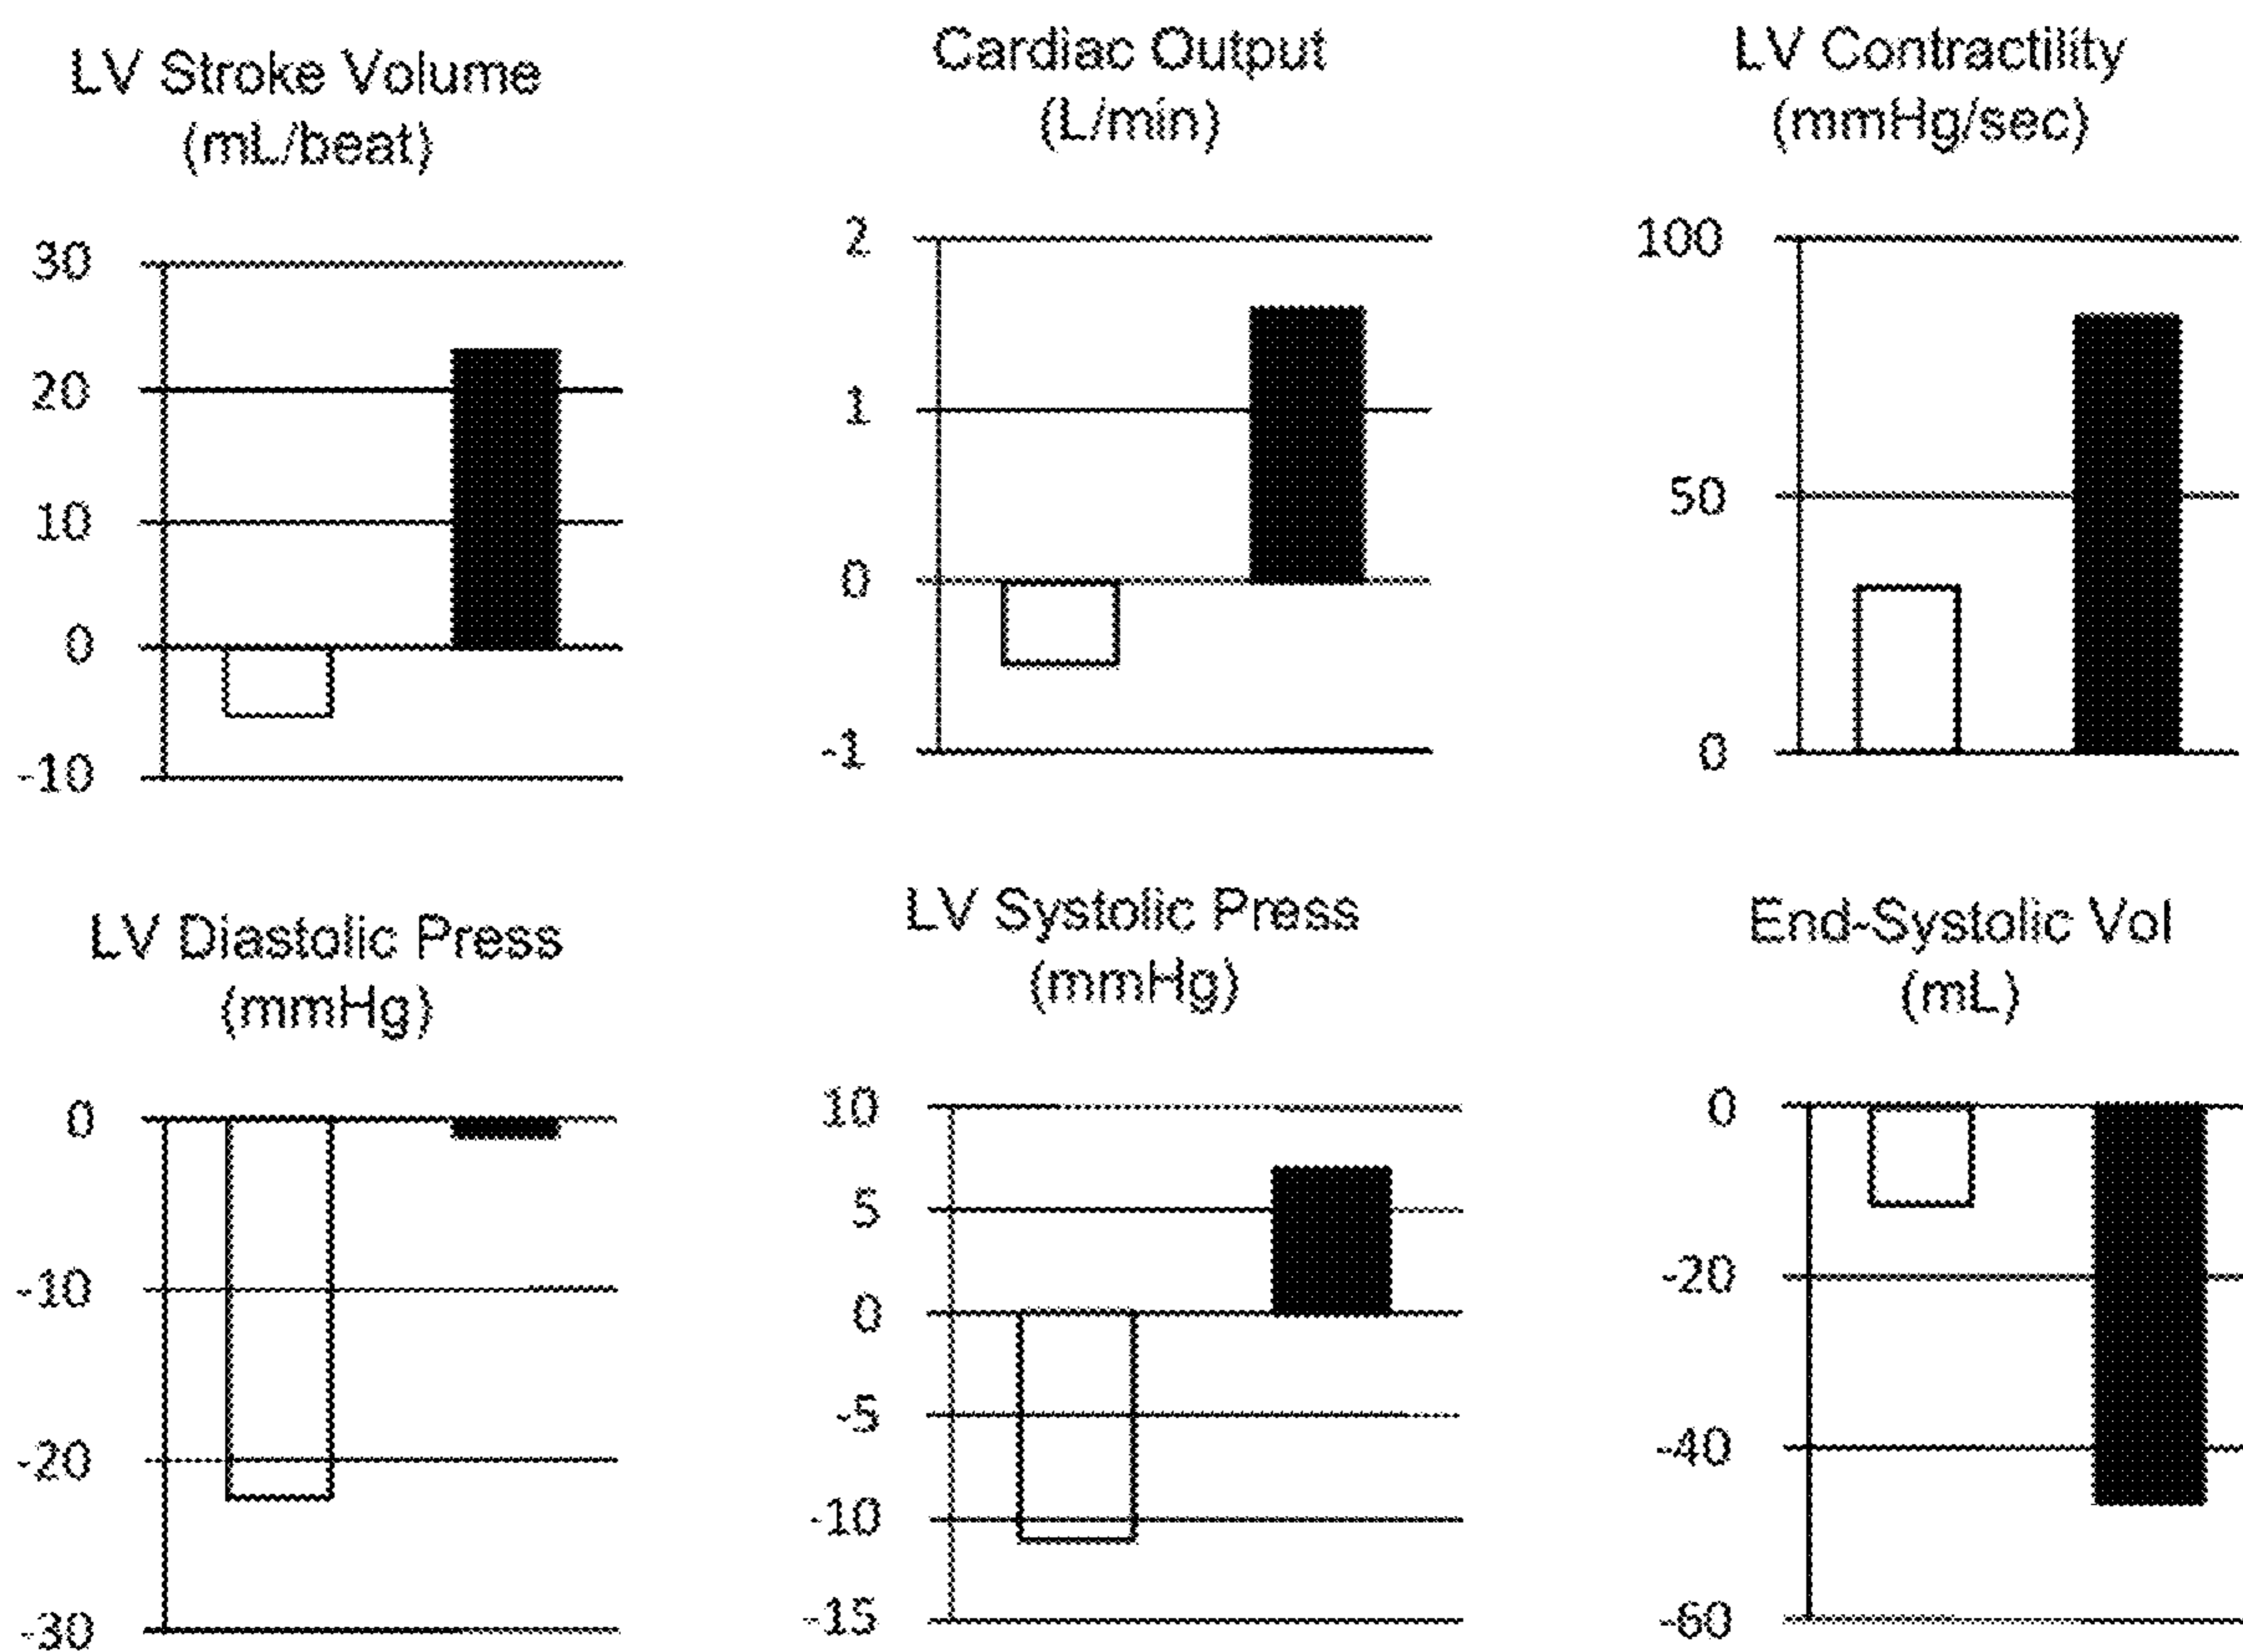 LV Stroke Volume
(mL/beat)
30
20
10
0
-10
Cardiac Output
(L/min)
2
1
0
-1
LV Contractility
(mmHg/sec)
100
50
0
LV Diastolic Press
(mmHg)
0
-10
-20
-30
LV Systolic Press
(mmHg)
10
5
0
-5
-10
-15
End-Systolic Vol
(mL)
0
-20
-40
-60